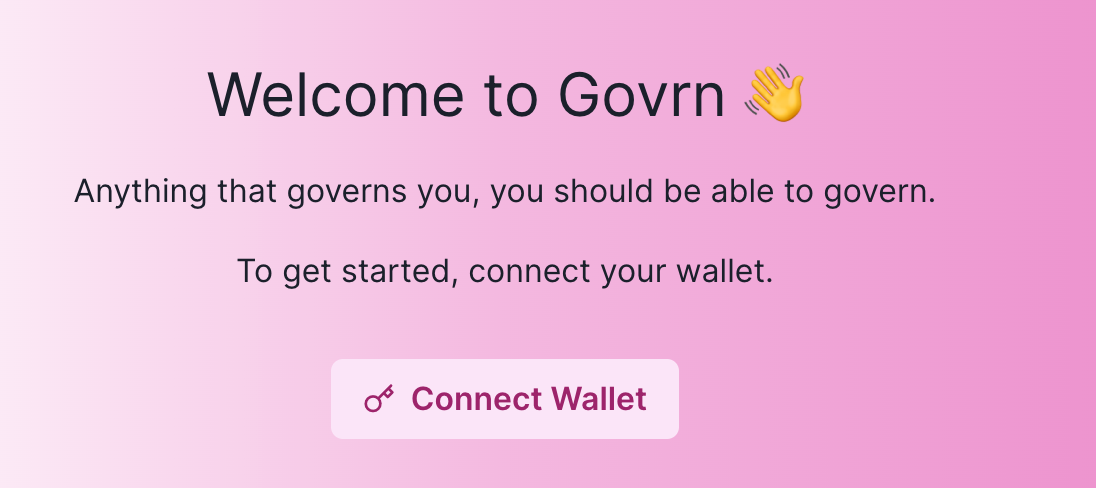 Welcome to Govrn 👋
Anything that governs you, you should be able to govern.
To get started, connect your wallet.
Connect Wallet